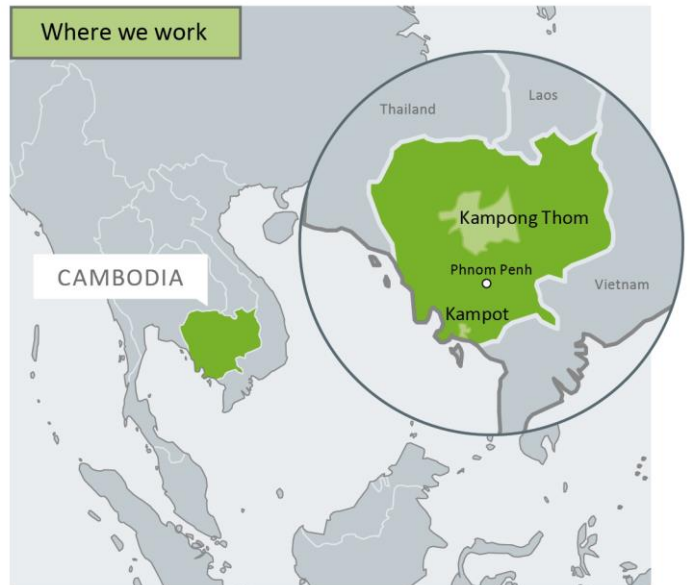 Where we work
Thailand
Laos
Kampong Thom
Phnom Penh
Vietnam
Kampot
CAMBODIA